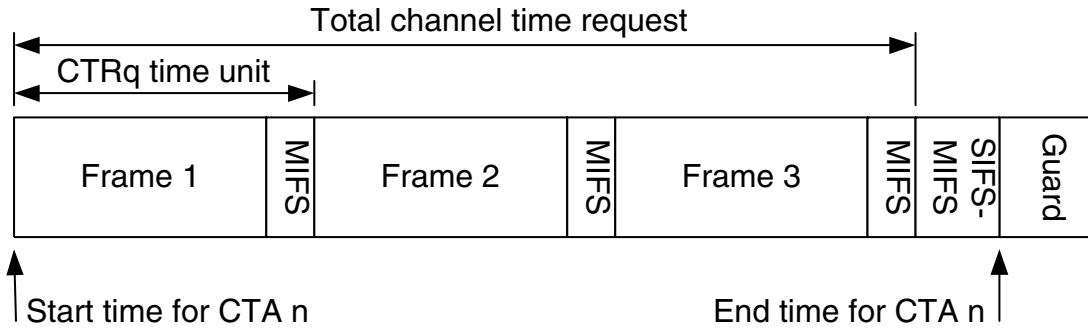 Total channel time request
CTRq time unit
Frame 1
MIFS
Frame 2
MIFS
Frame 3
MIFS
SIFS-
MIFS
Guard
Start time for CTA n
End time for CTA n